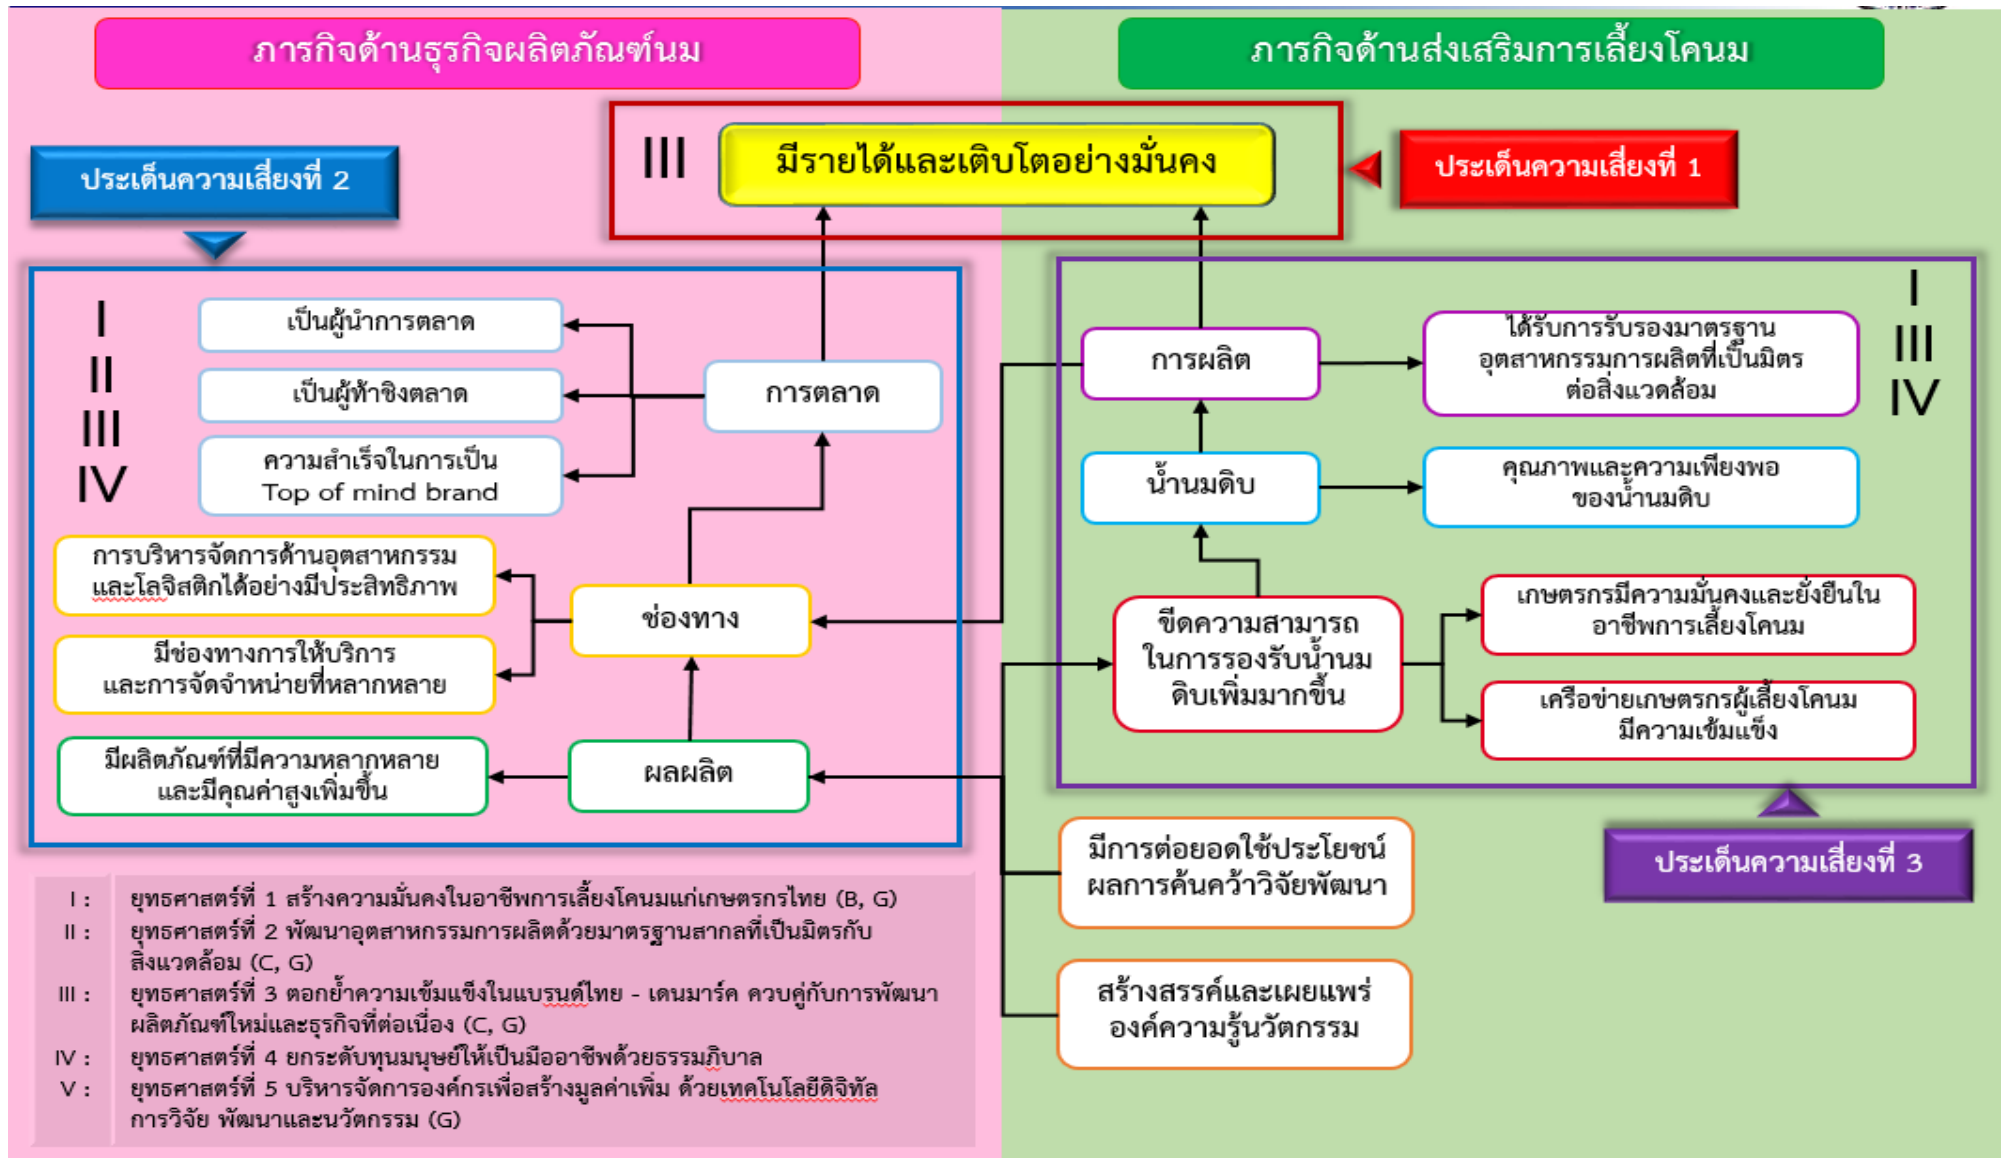 ภารกิจด้านธุรกิจผลิตภัณฑ์นม
ภารกิจด้านส่งเสริมการเลี้ยงโคนม
III
มีรายได้และเติบโตอย่างมั่นคง
ประเด็นความเสี่ยงที่ 1
ประเด็นความเสี่ยงที่ 2
I
II
III
IV
เป็นผู้นำการตลาด
เป็นผู้ท้าชิงตลาด
ความสำเร็จในการเป็น
Top of mind brand
การตลาด
การบริหารจัดการด้านอุตสาหกรรม
และโลจิสติกได้อย่างมีประสิทธิภาพ
มีช่องทางการให้บริการ
และการจัดจำหน่ายที่หลากหลาย
ช่องทาง
มีผลิตภัณฑ์ที่มีความหลากหลาย
และมีคุณค่าสูงเพิ่มขึ้น
ผลผลิต
I
III
IV
การผลิต
ได้รับการรับรองมาตรฐาน
อุตสาหกรรมการผลิตที่เป็นมิตร
ต่อสิ่งแวดล้อม
น้ำนมดิบ
คุณภาพและความเพียงพอ
ของน้ำนมดิบ
ขีดความสามารถ
ในการรองรับน้ำนม
ดิบเพิ่มมากขึ้น
เกษตรกรมีความมั่นคงและยั่งยืนใน
อาชีพการเลี้ยงโคนม
เครือข่ายเกษตรกรผู้เลี้ยงโคนม
มีความเข้มแข็ง
ประเด็นความเสี่ยงที่ 3
มีการต่อยอดใช้ประโยชน์
ผลการค้นคว้าวิจัยพัฒนา
สร้างสรรค์และเผยแพร่
องค์ความรู้นวัตกรรม
I : ยุทธศาสตร์ที่ 1 สร้างความมั่นคงในอาชีพการเลี้ยงโคนมแก่เกษตรกรไทย (B, G)
II : ยุทธศาสตร์ที่ 2 พัฒนาอุตสาหกรรมการผลิตด้วยมาตรฐานสากลที่เป็นมิตรกับ
สิ่งแวดล้อม (C, G)
III : ยุทธศาสตร์ที่ 3 ตอกย้ำความเข้มแข็งในแบรนด์ไทย - เดนมาร์ค ควบคู่กับการพัฒนา
ผลิตภัณฑ์ใหม่และธุรกิจที่ต่อเนื่อง (C, G)
IV : ยุทธศาสตร์ที่ 4 ยกระดับทุนมนุษย์ให้เป็นมืออาชีพด้วยธรรมภิบาล
V : ยุทธศาสตร์ที่ 5 บริหารจัดการองค์กรเพื่อสร้างมูลค่าเพิ่ม ด้วยเทคโนโลยีดิจิทัล
การวิจัย พัฒนาและนวัตกรรม (G)